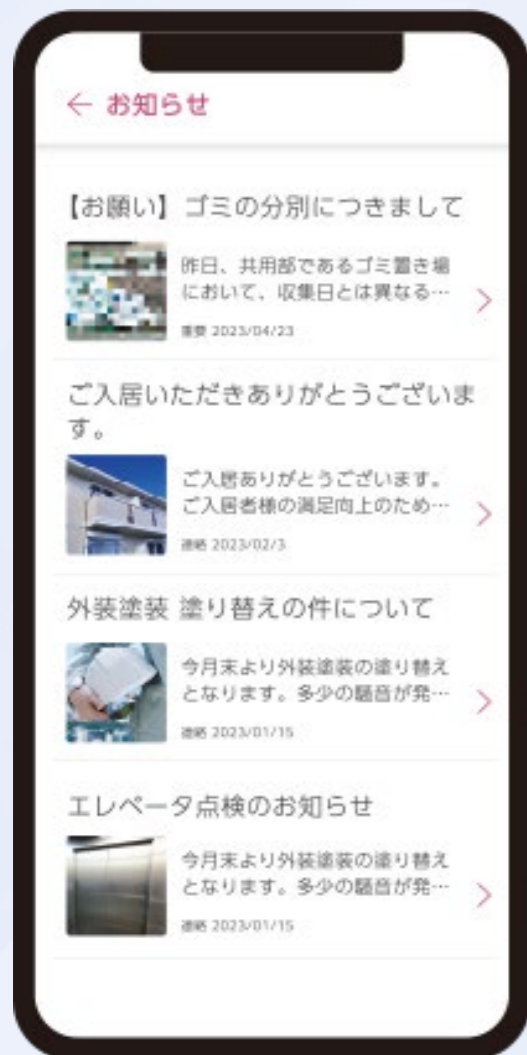 ← お知らせ
【お願い】ゴミの分別につきまして
昨日、共用部であるゴミ置き場
において、収集日とは異なる…
重要 2023/04/23
ご入居いただきありがとうございま
す。
ご入居ありがとうございます。
ご入居者様の満足向上のため…
連絡 2023/02/3
外装塗装 塗り替えの件について
今月末より外装塗装の塗り替え
となります。多少の騒音が発…
連絡 2023/01/15
エレベータ点検のお知らせ
今月末より外装塗装の塗り替え
となります。多少の騒音が発…
連絡 2023/01/15